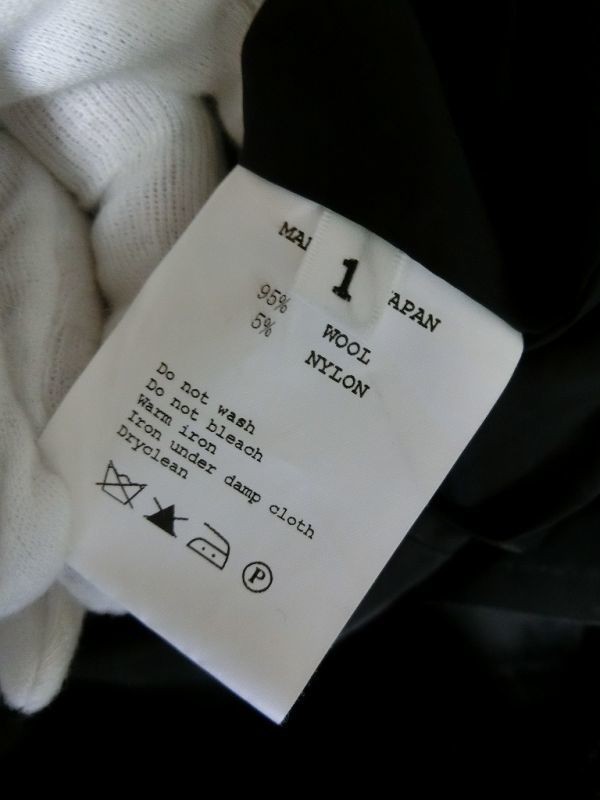 MA
1
APAN
95% WOOL
5% NYLON
Do not wash
Do not bleach
Warm iron
Iron under damp cloth
Dryclean
P